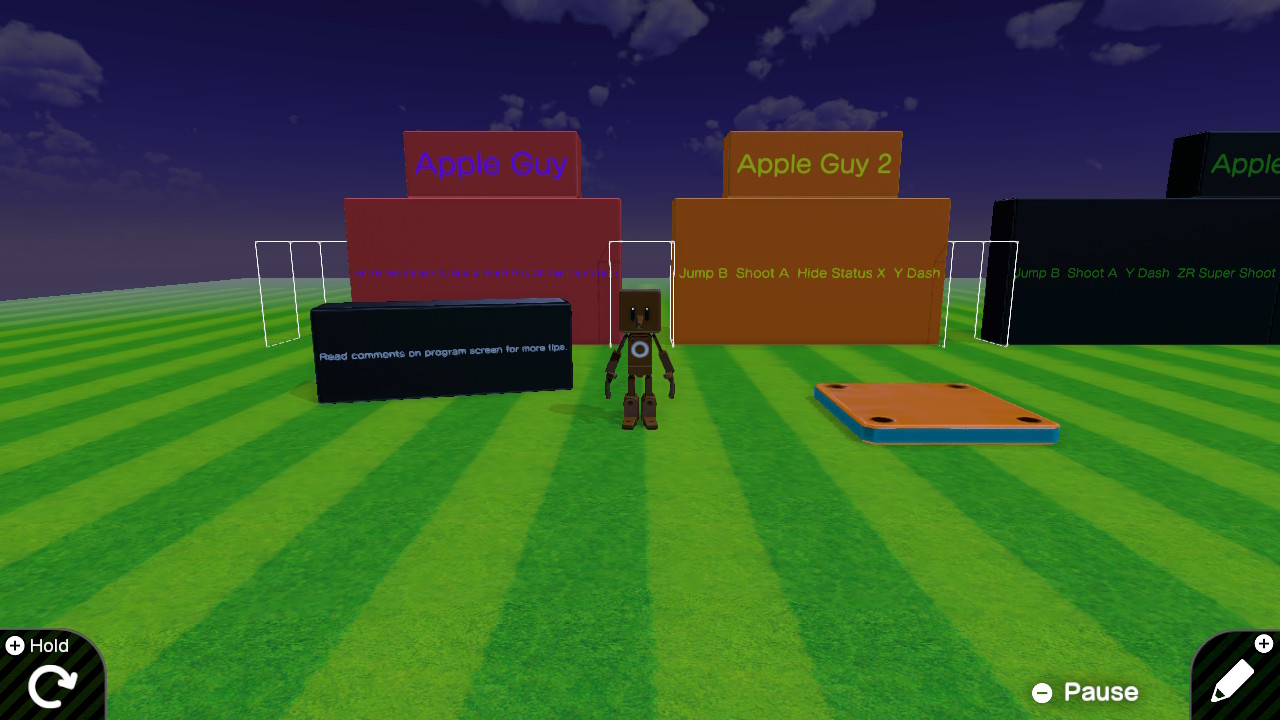 Apple Guy
Apple Guy 2
Apple
Jump B Shoot A Hide Status X Y Dash
Jump B Shoot A Y Dash ZR Super Shoot
Read comments on program screen for more tips.
Hold
Pause